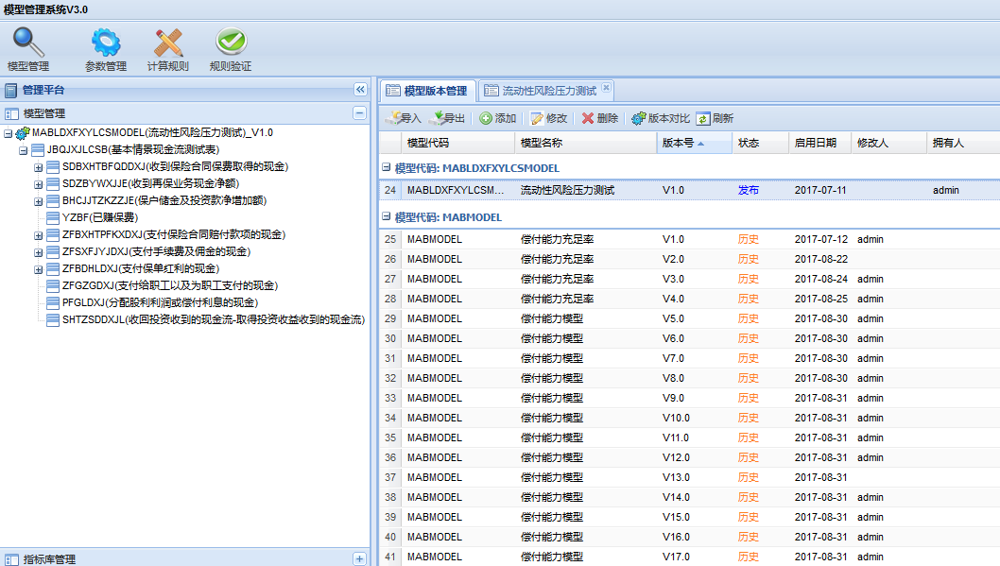 模型管理系统V3.0
模型管理 参数管理 计算规则 规则验证
管理平台
模型管理
MABLDXFXYLCSMODEL(流动性风险压力测试)_V1.0
JBQJXJLCSB(基本情景现金流测试表)
SDBXHTBFQDDXJ(收到保险合同保费取得的现金)
SDZBYWXJJE(收到再保业务现金净额)
BHCJJTZKZZJE(保户储金及投资款净增加额)
YZBF(已赚保费)
ZFBXHTPFKXDXJ(支付保险合同赔付款项的现金)
ZFSXFJYJDXJ(支付手续费及佣金的现金)
ZFBDHLDXJ(支付保单红利的现金)
ZFGZGDXJ(支付给职工以及为职工支付的现金)
PFGLDXJ(分配股利利润或偿付利息的现金)
SHTZSDDXJL(收回投资收到的现金流-取得投资收益收到的现金流)
指标库管理
模型版本管理 流动性风险压力测试
导入 导出 添加 修改 删除 版本对比 刷新
模型代码 模型名称 版本号 状态 启用日期 修改人 拥有人
模型代码: MABLDXFXYLCSMODEL
24 MABLDXFXYLCSM... 流动性风险压力测试 V1.0 发布 2017-07-11 admin
模型代码: MABMODEL
25 MABMODEL 偿付能力充足率 V1.0 历史 2017-07-12 admin
26 MABMODEL 偿付能力充足率 V2.0 历史 2017-08-22
27 MABMODEL 偿付能力充足率 V3.0 历史 2017-08-24 admin
28 MABMODEL 偿付能力充足率 V4.0 历史 2017-08-25 admin
29 MABMODEL 偿付能力模型 V5.0 历史 2017-08-30 admin
30 MABMODEL 偿付能力模型 V6.0 历史 2017-08-30 admin
31 MABMODEL 偿付能力模型 V7.0 历史 2017-08-30 admin
32 MABMODEL 偿付能力模型 V8.0 历史 2017-08-30 admin
33 MABMODEL 偿付能力模型 V9.0 历史 2017-08-31 admin
34 MABMODEL 偿付能力模型 V10.0 历史 2017-08-31 admin
35 MABMODEL 偿付能力模型 V11.0 历史 2017-08-31 admin
36 MABMODEL 偿付能力模型 V12.0 历史 2017-08-31 admin
37 MABMODEL 偿付能力模型 V13.0 历史 2017-08-31
38 MABMODEL 偿付能力模型 V14.0 历史 2017-08-31 admin
39 MABMODEL 偿付能力模型 V15.0 历史 2017-08-31 admin
40 MABMODEL 偿付能力模型 V16.0 历史 2017-08-31 admin
41 MABMODEL 偿付能力模型 V17.0 历史 2017-08-31 admin